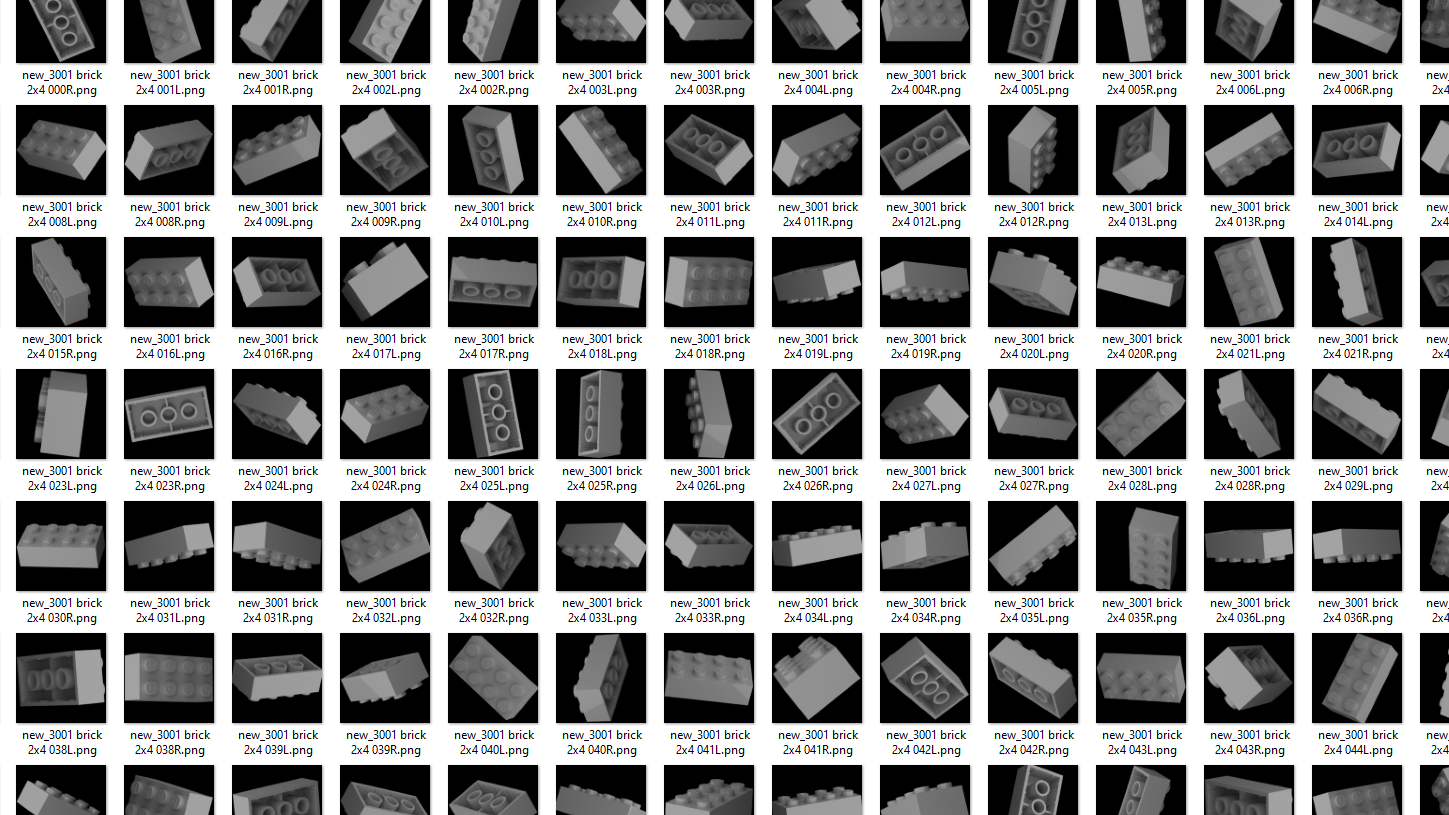 new_3001 brick
2x4 000R.png
new_3001 brick
2x4 001L.png
new_3001 brick
2x4 001R.png
new_3001 brick
2x4 002L.png
new_3001 brick
2x4 002R.png
new_3001 brick
2x4 003L.png
new_3001 brick
2x4 003R.png
new_3001 brick
2x4 004L.png
new_3001 brick
2x4 004R.png
new_3001 brick
2x4 005L.png
new_3001 brick
2x4 005R.png
new_3001 brick
2x4 006L.png
new_3001 brick
2x4 006R.png
new_3001 brick
2x4 008L.png
new_3001 brick
2x4 008R.png
new_3001 brick
2x4 009L.png
new_3001 brick
2x4 009R.png
new_3001 brick
2x4 010L.png
new_3001 brick
2x4 010R.png
new_3001 brick
2x4 011L.png
new_3001 brick
2x4 011R.png
new_3001 brick
2x4 012L.png
new_3001 brick
2x4 012R.png
new_3001 brick
2x4 013L.png
new_3001 brick
2x4 013R.png
new_3001 brick
2x4 014L.png
new_3001 brick
2x4 015R.png
new_3001 brick
2x4 016L.png
new_3001 brick
2x4 016R.png
new_3001 brick
2x4 017L.png
new_3001 brick
2x4 017R.png
new_3001 brick
2x4 018L.png
new_3001 brick
2x4 018R.png
new_3001 brick
2x4 019L.png
new_3001 brick
2x4 019R.png
new_3001 brick
2x4 020L.png
new_3001 brick
2x4 020R.png
new_3001 brick
2x4 021L.png
new_3001 brick
2x4 021R.png
new_3001 brick
2x4 023L.png
new_3001 brick
2x4 023R.png
new_3001 brick
2x4 024L.png
new_3001 brick
2x4 024R.png
new_3001 brick
2x4 025L.png
new_3001 brick
2x4 025R.png
new_3001 brick
2x4 026L.png
new_3001 brick
2x4 026R.png
new_3001 brick
2x4 027L.png
new_3001 brick
2x4 027R.png
new_3001 brick
2x4 028L.png
new_3001 brick
2x4 028R.png
new_3001 brick
2x4 029L.png
new_3001 brick
2x4 030R.png
new_3001 brick
2x4 031L.png
new_3001 brick
2x4 031R.png
new_3001 brick
2x4 032L.png
new_3001 brick
2x4 032R.png
new_3001 brick
2x4 033L.png
new_3001 brick
2x4 033R.png
new_3001 brick
2x4 034L.png
new_3001 brick
2x4 034R.png
new_3001 brick
2x4 035L.png
new_3001 brick
2x4 035R.png
new_3001 brick
2x4 036L.png
new_3001 brick
2x4 036R.png
new_3001 brick
2x4 038L.png
new_3001 brick
2x4 038R.png
new_3001 brick
2x4 039L.png
new_3001 brick
2x4 039R.png
new_3001 brick
2x4 040L.png
new_3001 brick
2x4 040R.png
new_3001 brick
2x4 041L.png
new_3001 brick
2x4 041R.png
new_3001 brick
2x4 042L.png
new_3001 brick
2x4 042R.png
new_3001 brick
2x4 043L.png
new_3001 brick
2x4 043R.png
new_3001 brick
2x4 044L.png